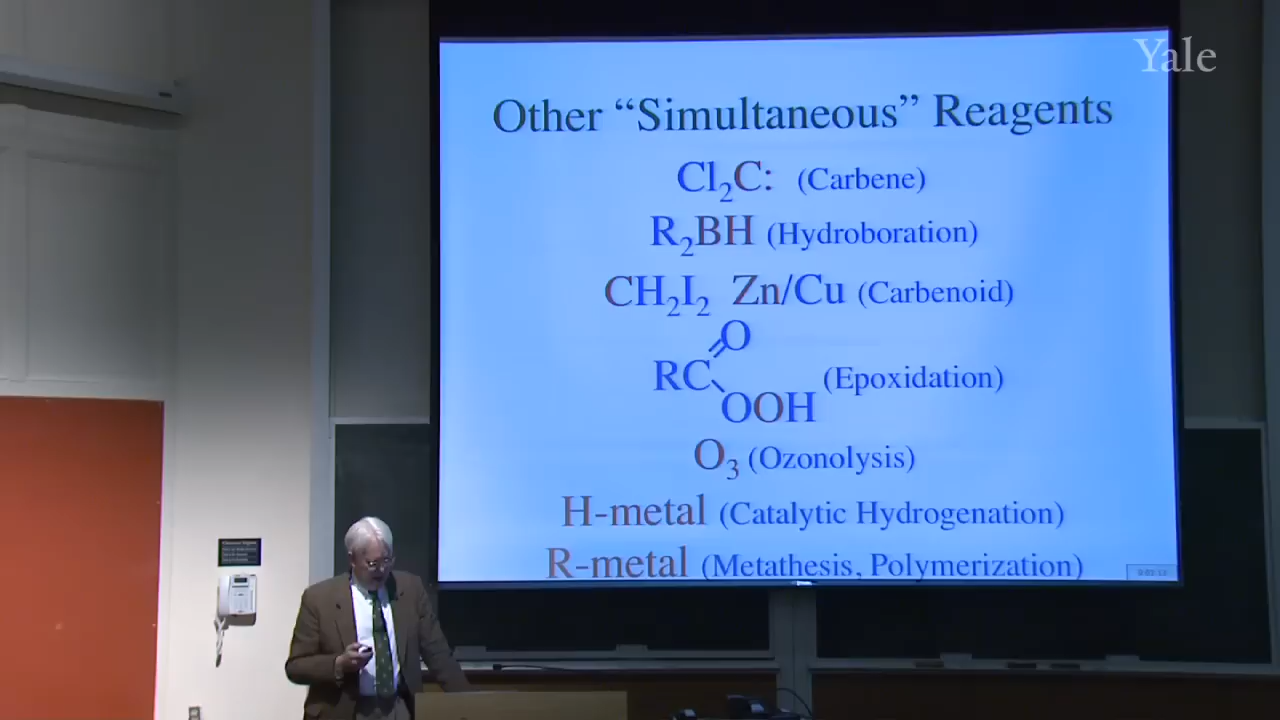 Yale
Other “Simultaneous” Reagents
Cl₂C: (Carbene)
R₂BH (Hydroboration)
CH₂I₂ Zn/Cu (Carbenoid)
O
RC (Epoxidation)
OOH
O₃ (Ozonolysis)
H-metal (Catalytic Hydrogenation)
R-metal (Metathesis, Polymerization)